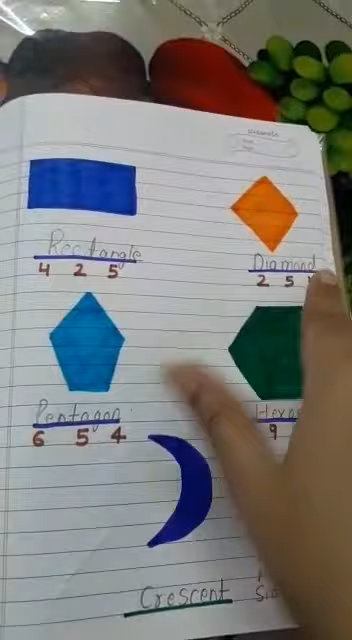 Rectangle
4 2 5
Diamond
2 5
Pentagon
6 5 4
9
Crescent